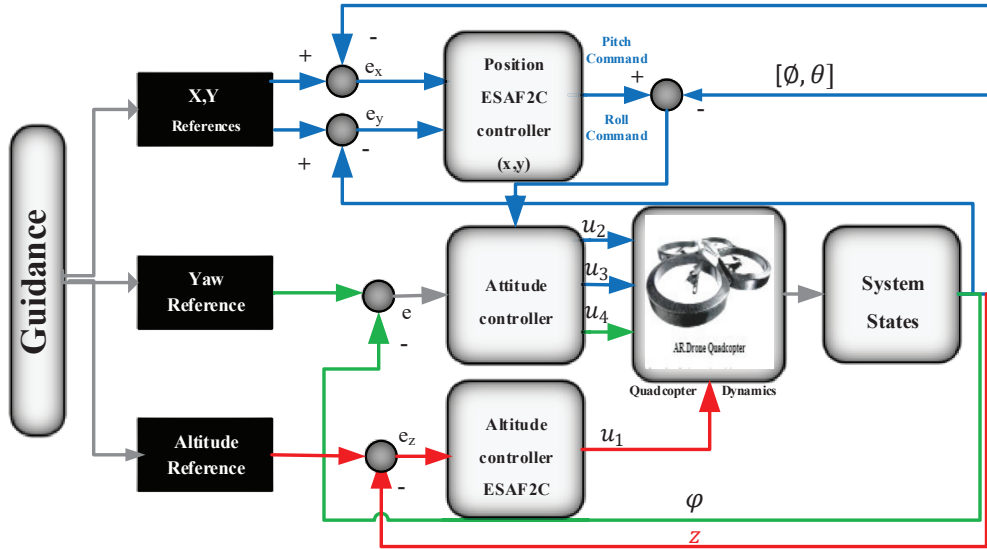 Guidance
X,Y
References
Yaw
Reference
Altitude
Reference
+
-
e_x
e_y
+
-
Position
ESAF2C
controller
(x,y)
Pitch
Command
+
Roll
Command
-
[Ø, θ]
e
-
Attitude
controller
u_2
u_3
u_4
AR.Drone Quadcopter
Quadcopter Dynamics
System
States
e_z
-
Altitude
controller
ESAF2C
u_1
φ
z